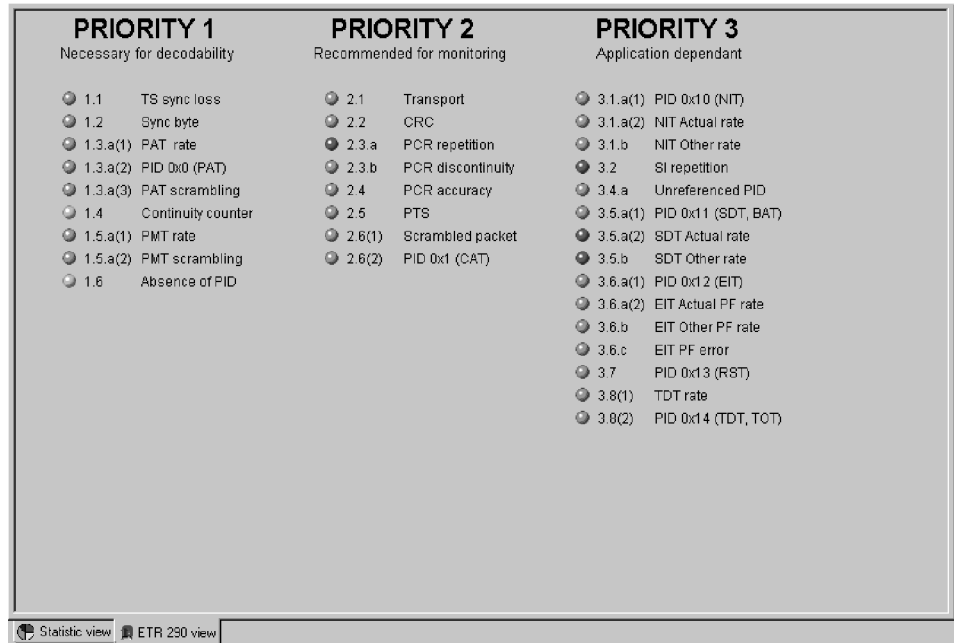 PRIORITY 1
Necessary for decodability
1.1 TS sync loss
1.2 Sync byte
1.3.a(1) PAT rate
1.3.a(2) PID 0x0 (PAT)
1.3.a(3) PAT scrambling
1.4 Continuity counter
1.5.a(1) PMT rate
1.5.a(2) PMT scrambling
1.6 Absence of PID
PRIORITY 2
Recommended for monitoring
2.1 Transport
2.2 CRC
2.3.a PCR repetition
2.3.b PCR discontinuity
2.4 PCR accuracy
2.5 PTS
2.6(1) Scrambled packet
2.6(2) PID 0x1 (CAT)
PRIORITY 3
Application dependant
3.1.a(1) PID 0x10 (NIT)
3.1.a(2) NIT Actual rate
3.1.b NIT Other rate
3.2 SI repetition
3.4.a Unreferenced PID
3.5.a(1) PID 0x11 (SDT, BAT)
3.5.a(2) SDT Actual rate
3.5.b SDT Other rate
3.6.a(1) PID 0x12 (EIT)
3.6.a(2) EIT Actual PF rate
3.6.b EIT Other PF rate
3.6.c EIT PF error
3.7 PID 0x13 (RST)
3.8(1) TDT rate
3.8(2) PID 0x14 (TDT, TOT)
Statistic view ETR 290 view